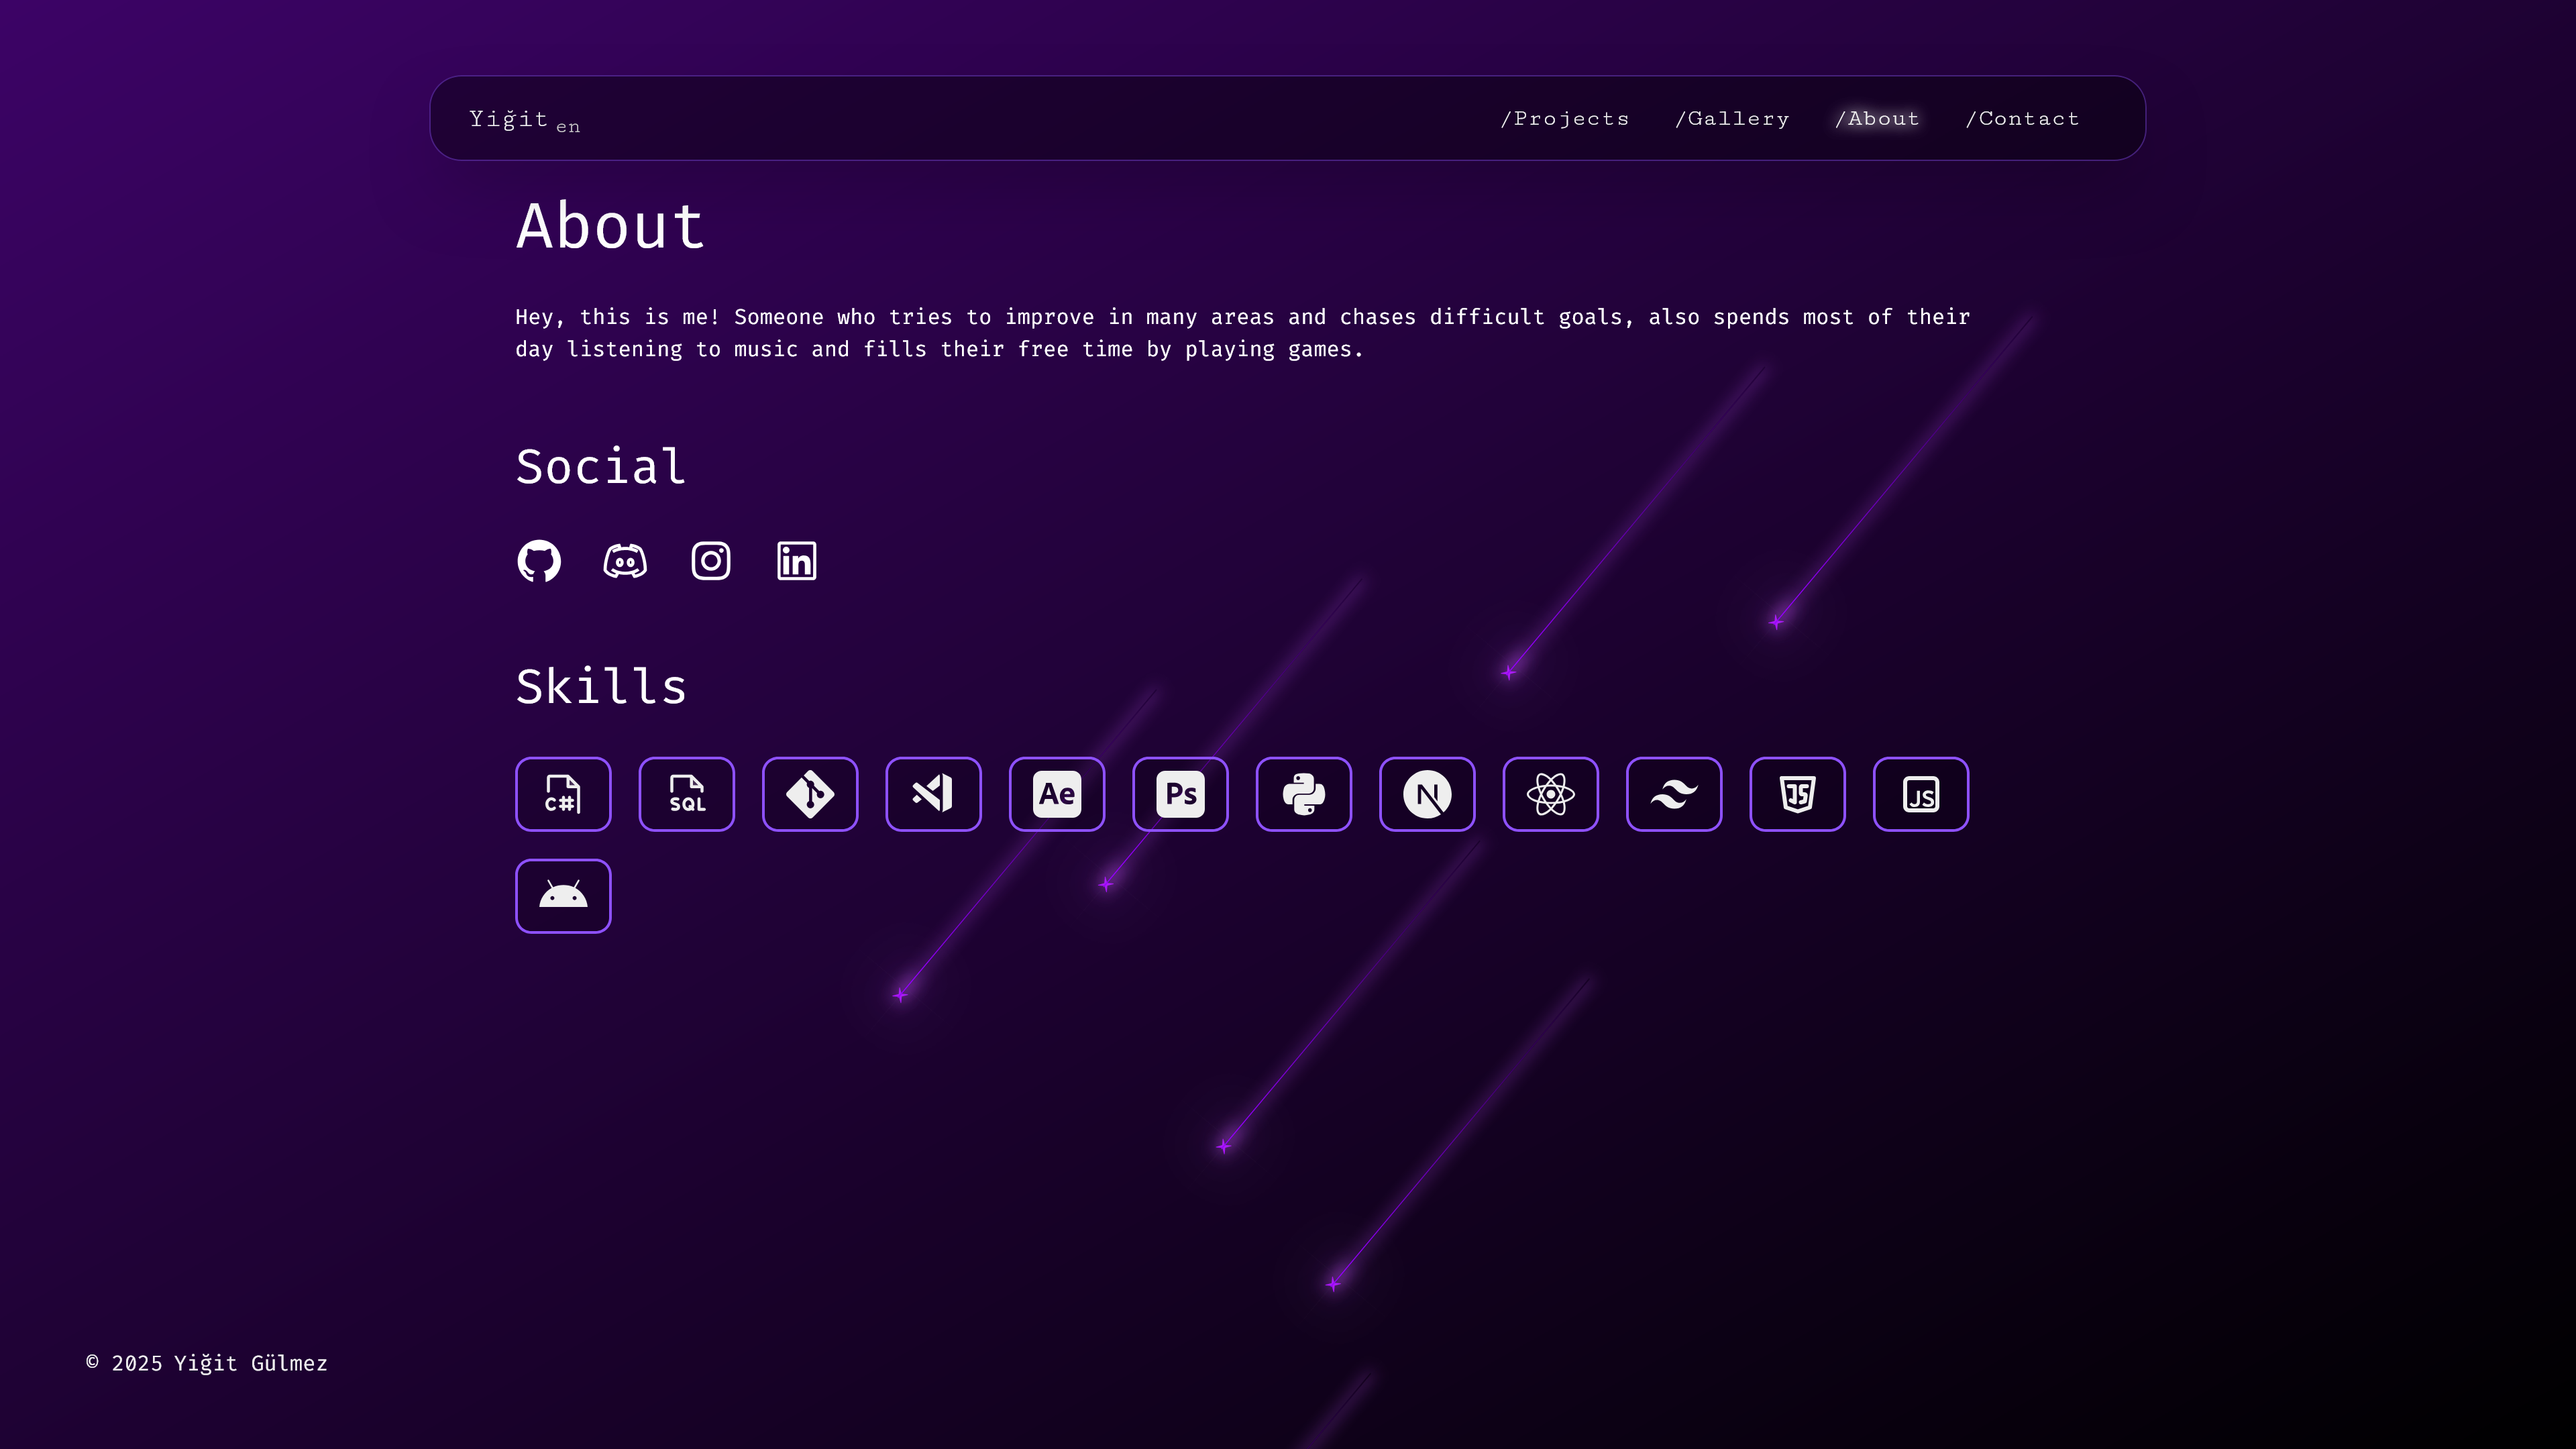 Yiğit en
/Projects /Gallery /About /Contact
About
Hey, this is me! Someone who tries to improve in many areas and chases difficult goals, also spends most of their
day listening to music and fills their free time by playing games.
Social
in
Skills
C# SQL Ae Ps N JS JS
© 2025 Yiğit Gülmez